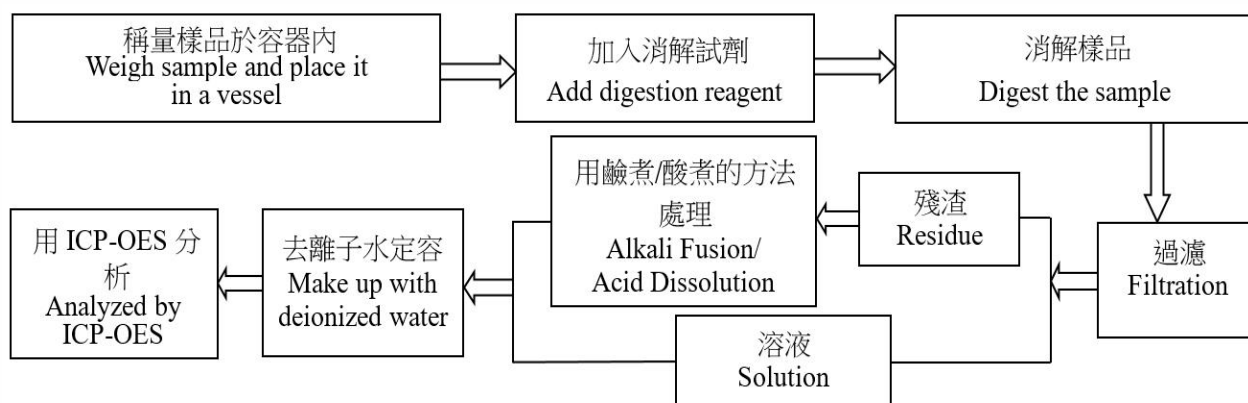 稱量樣品於容器內
Weigh sample and place it
in a vessel
加入消解試劑
Add digestion reagent
消解樣品
Digest the sample
過濾
Filtration
殘渣
Residue
用鹼煮/酸煮的方法
處理
Alkali Fusion/
Acid Dissolution
溶液
Solution
去離子水定容
Make up with
deionized water
用 ICP-OES 分
析
Analyzed by
ICP-OES